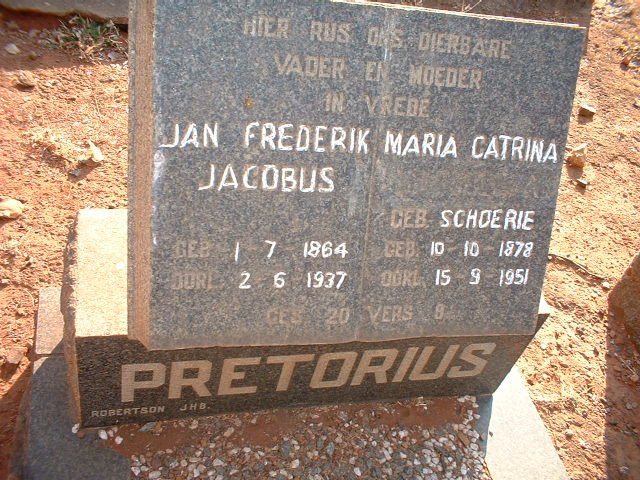 HIER RUS ONS DIERBARE
VADER EN MOEDER
IN VREDE
JAN FREDERIK
JACOBUS
GEB 1 - 7 - 1864
OORL. 2 - 6 1937
MARIA CATRINA
GEB. SCHOERIE
GEB. 10 - 10 - 1878
OORL. 15 9 1951
GES 20 VERS
PRETORIUS
ROBERTSON JHB.